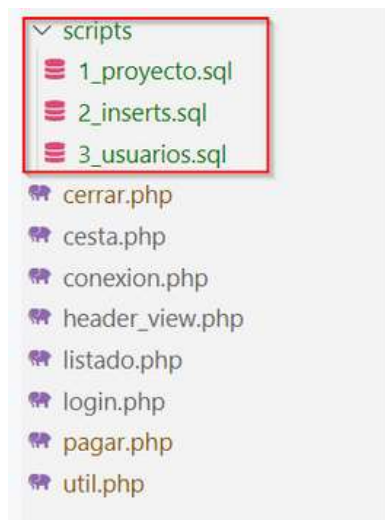 scripts
1_proyecto.sql
2_inserts.sql
3_usuarios.sql
cerrar.php
cesta.php
conexion.php
header_view.php
listado.php
login.php
pagar.php
util.php